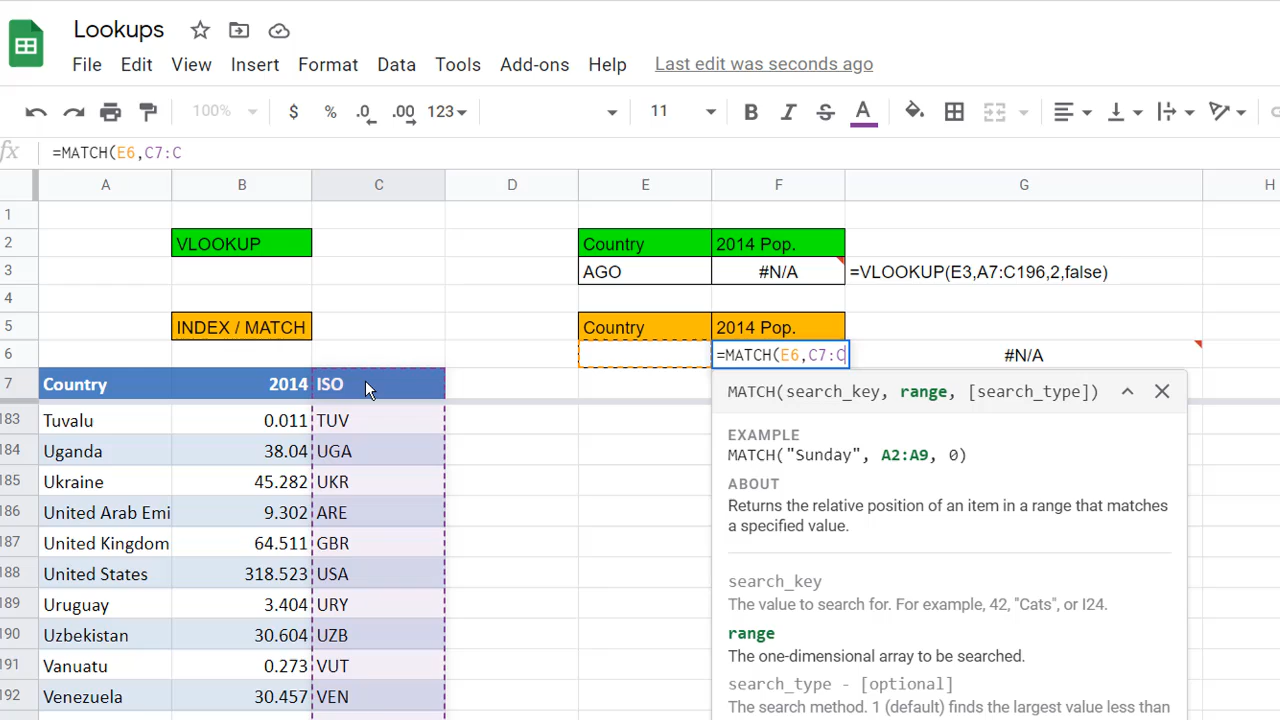 Lookups
File Edit View Insert Format Data Tools Add-ons Help Last edit was seconds ago
100% $ % .0 .00 123 11 B I S A
fx =MATCH(E6,C7:C
A B C D E F G H
1
2 VLOOKUP Country 2014 Pop.
3 AGO #N/A =VLOOKUP(E3,A7:C196,2,false)
4
5 INDEX / MATCH Country 2014 Pop.
6 =MATCH(E6,C7:C #N/A
7 Country 2014 ISO
183 Tuvalu 0.011 TUV
184 Uganda 38.04 UGA
185 Ukraine 45.282 UKR
186 United Arab Emi 9.302 ARE
187 United Kingdom 64.511 GBR
188 United States 318.523 USA
189 Uruguay 3.404 URY
190 Uzbekistan 30.604 UZB
191 Vanuatu 0.273 VUT
192 Venezuela 30.457 VEN
MATCH(search_key, range, [search_type])
EXAMPLE
MATCH("Sunday", A2:A9, 0)
ABOUT
Returns the relative position of an item in a range that matches
a specified value.
search_key
The value to search for. For example, 42, "Cats", or I24.
range
The one-dimensional array to be searched.
search_type - [optional]
The search method. 1 (default) finds the largest value less than